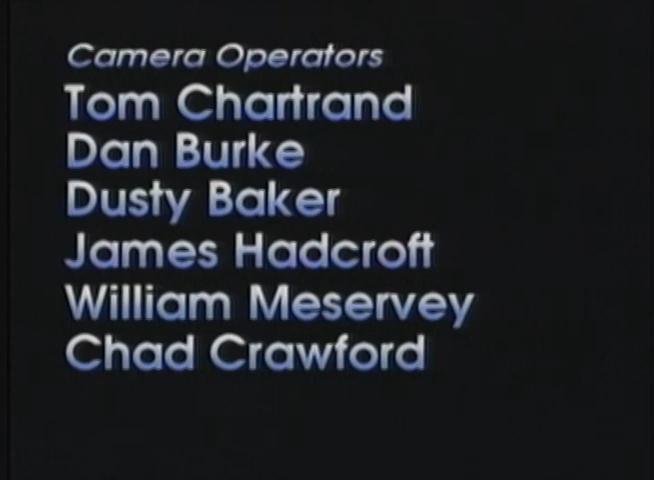 Camera Operators
Tom Chartrand
Dan Burke
Dusty Baker
James Hadcroft
William Meservey
Chad Crawford